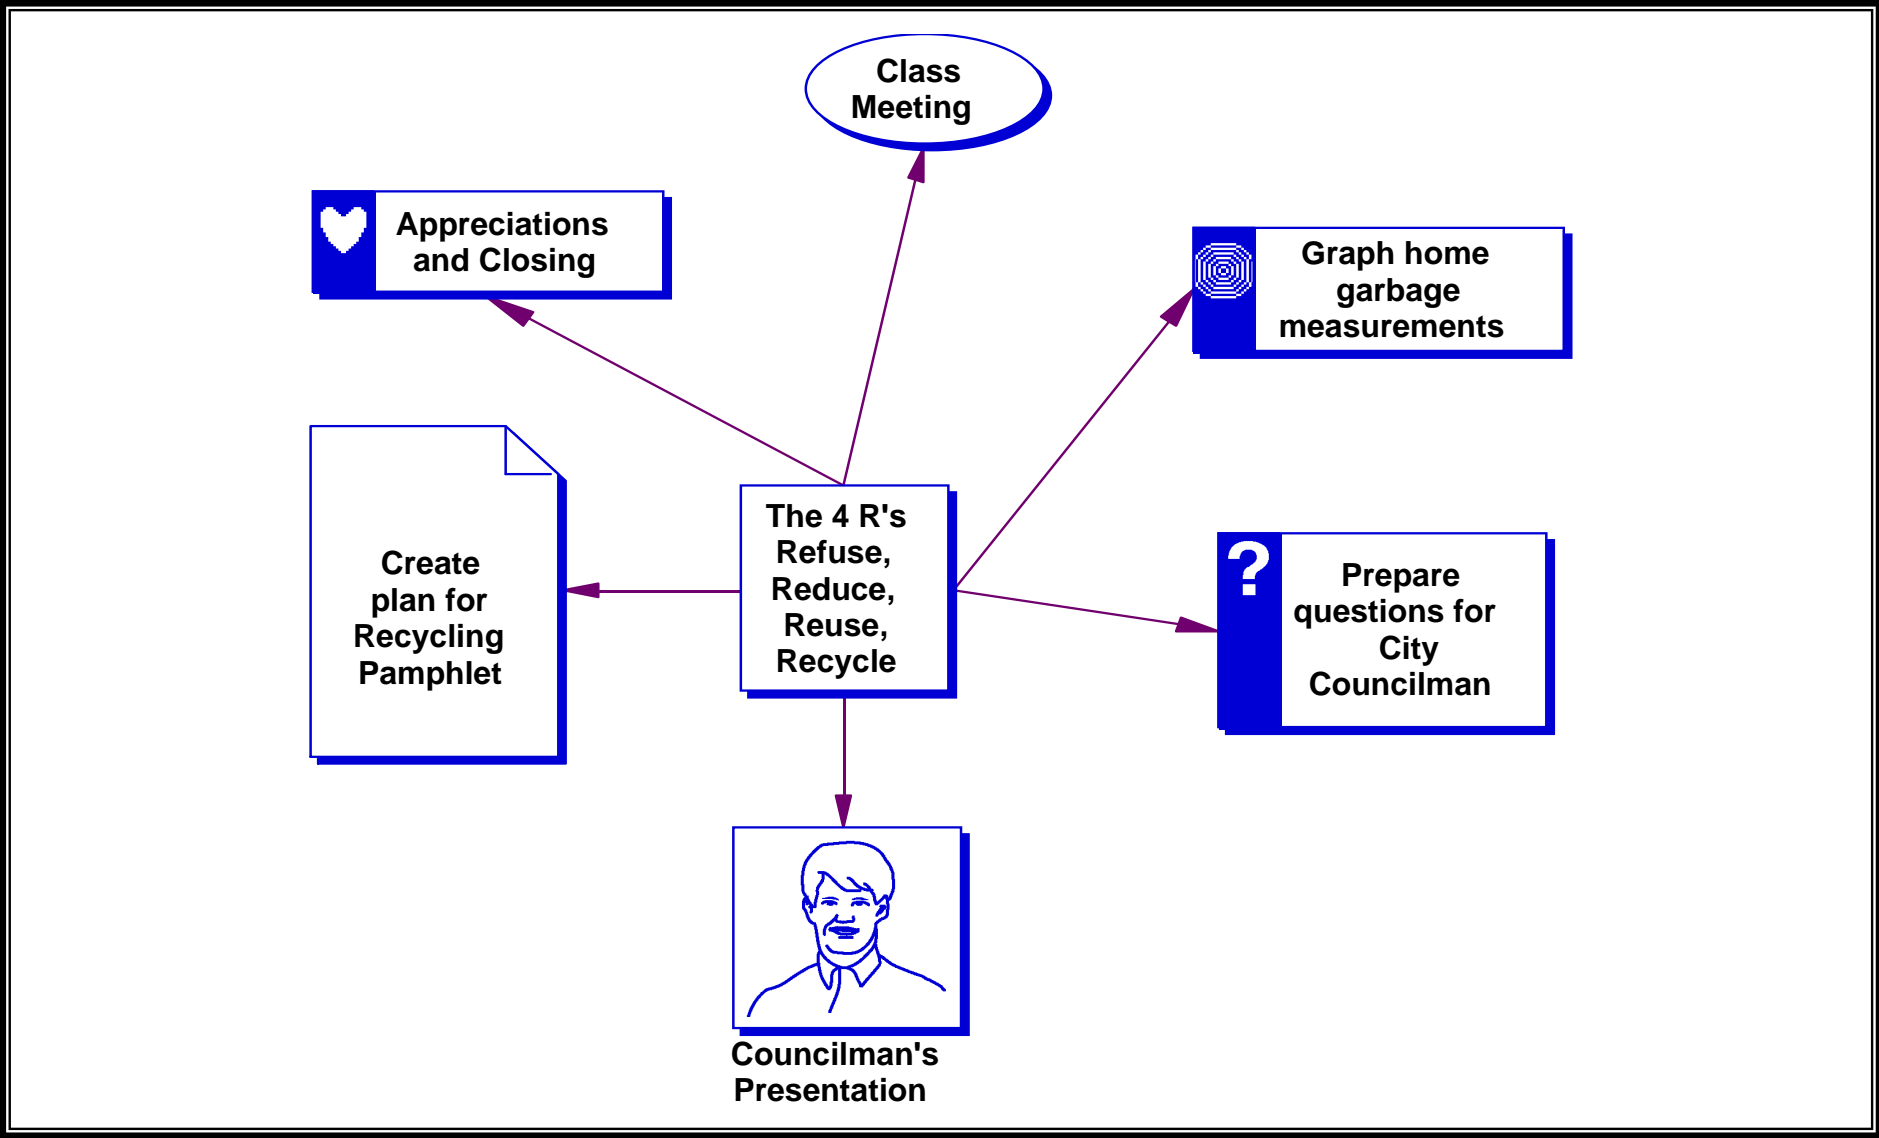 Class
Meeting
Appreciations
and Closing
Graph home
garbage
measurements
The 4 R's
Refuse,
Reduce,
Reuse,
Recycle
Create
plan for
Recycling
Pamphlet
?
Prepare
questions for
City
Councilman
Councilman's
Presentation